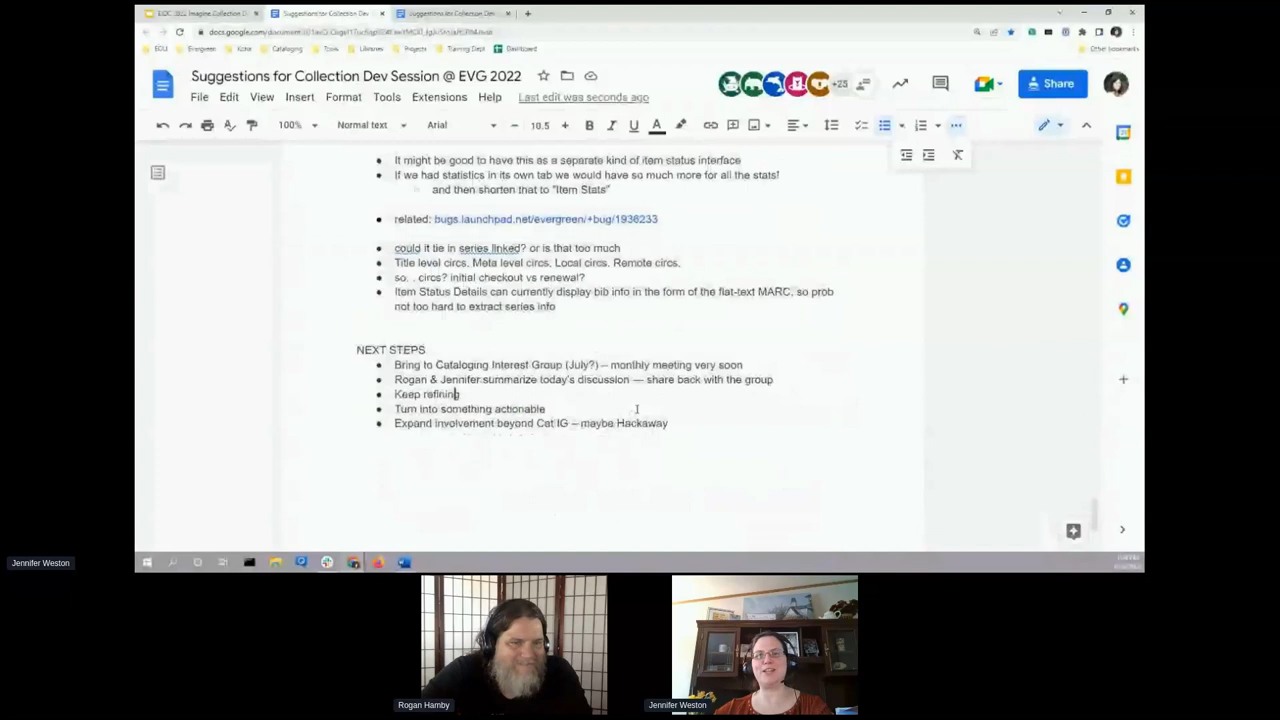 Suggestions for Collection Dev
Suggestions for Collection Dev Session @ EVG 2022
File Edit View Insert Format Tools Extensions Help Last edit was seconds ago
+25
Share
100% Normal text Arial 10.5
It might be good to have this as a separate kind of item status interface
If we had statistics in its own tab we would have so much more for all the stats!
and then shorten that to "Item Stats"
related: bugs.launchpad.net/evergreen/+bug/1936233
could it tie in series linked? or is that too much
Title level circs. Meta level circs. Local circs. Remote circs.
so. . circs? initial checkout vs renewal?
Item Status Details can currently display bib info in the form of the flat-text MARC. so prob
not too hard to extract series info
NEXT STEPS
Bring to Cataloging Interest Group (July?) – monthly meeting very soon
Rogan & Jennifer summarize today's discussion — share back with the group
Keep refining
Turn into something actionable
Expand involvement beyond Cat IG – maybe Hackaway
Jennifer Weston
Rogan Hamby
Jennifer Weston